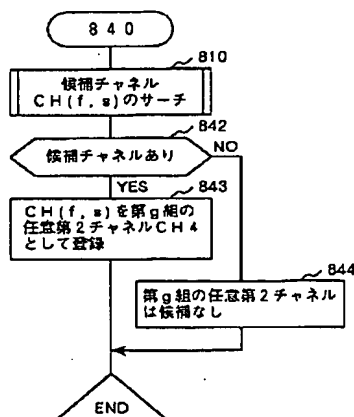 840
810
候補チャネル
CH(f,s)のサーチ
842
候補チャネルあり
NO
YES
843
CH(f,s)を第g組の
任意第2チャネルCH4
として登録
844
第g組の任意第2チャネル
は候補なし
END